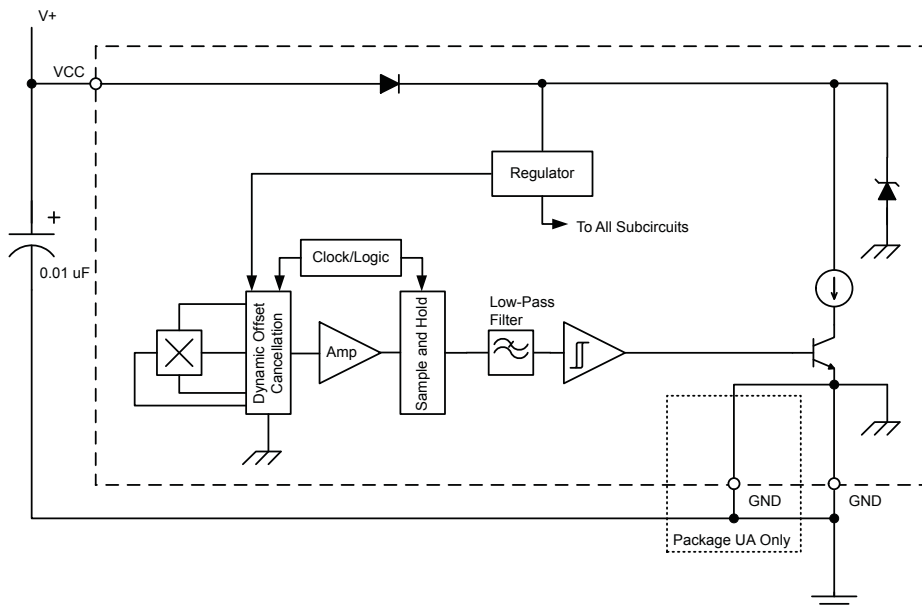 V+
VCC
Regulator
To All Subcircuits
+
0.01 uF
Clock/Logic
Dynamic Offset
Cancellation
Amp
Sample and Hold
Low-Pass
Filter
GND
GND
Package UA Only